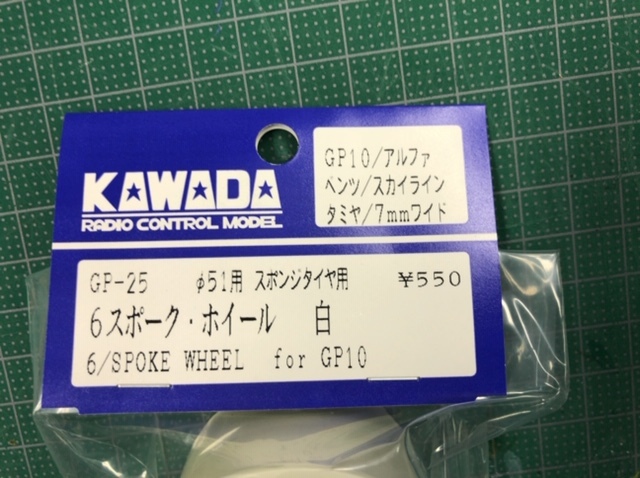 KAWADA
RADIO CONTROL MODEL
GP10/アルファ
ベンツ/スカイライン
タミヤ/7mmワイド
GP-25 φ51用 スポンジタイヤ用 ¥550
6スポーク・ホイール 白
6/SPOKE WHEEL for GP10